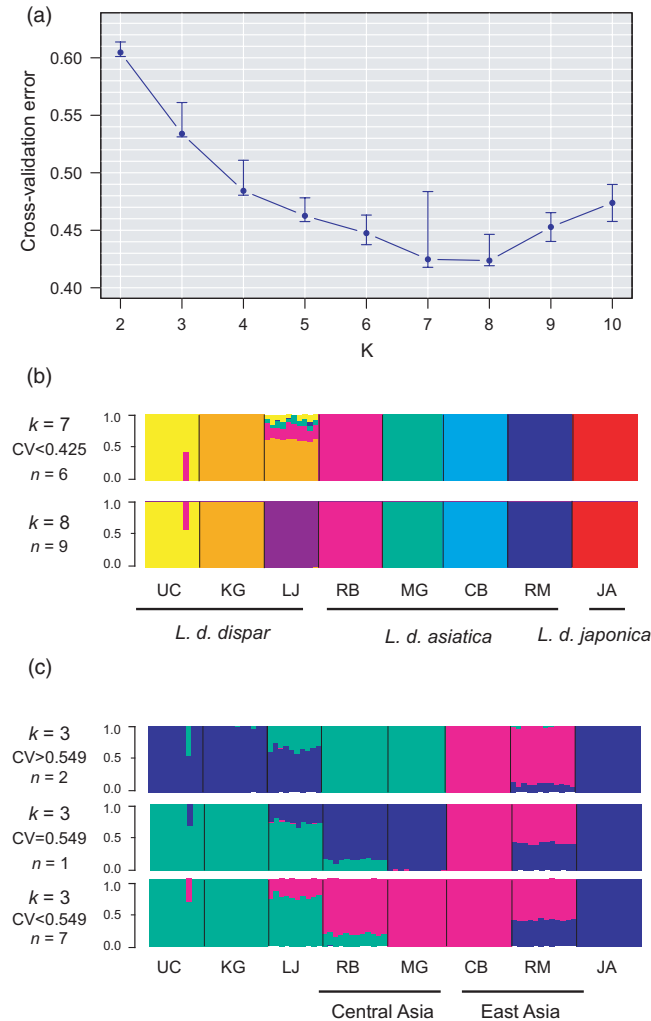 (a)
Cross-validation error
0.60
0.55
0.50
0.45
0.40
2 3 4 5 6 7 8 9 10
K
(b)
k = 7
CV<0.425
n = 6
1.0
0.5
0.0
k = 8
n = 9
1.0
0.5
0.0
UC KG LJ RB MG CB RM JA
L. d. dispar L. d. asiatica L. d. japonica
(c)
k = 3
CV>0.549
n = 2
1.0
0.5
0.0
k = 3
CV=0.549
n = 1
1.0
0.5
0.0
k = 3
CV<0.549
n = 7
1.0
0.5
0.0
UC KG LJ RB MG CB RM JA
Central Asia East Asia